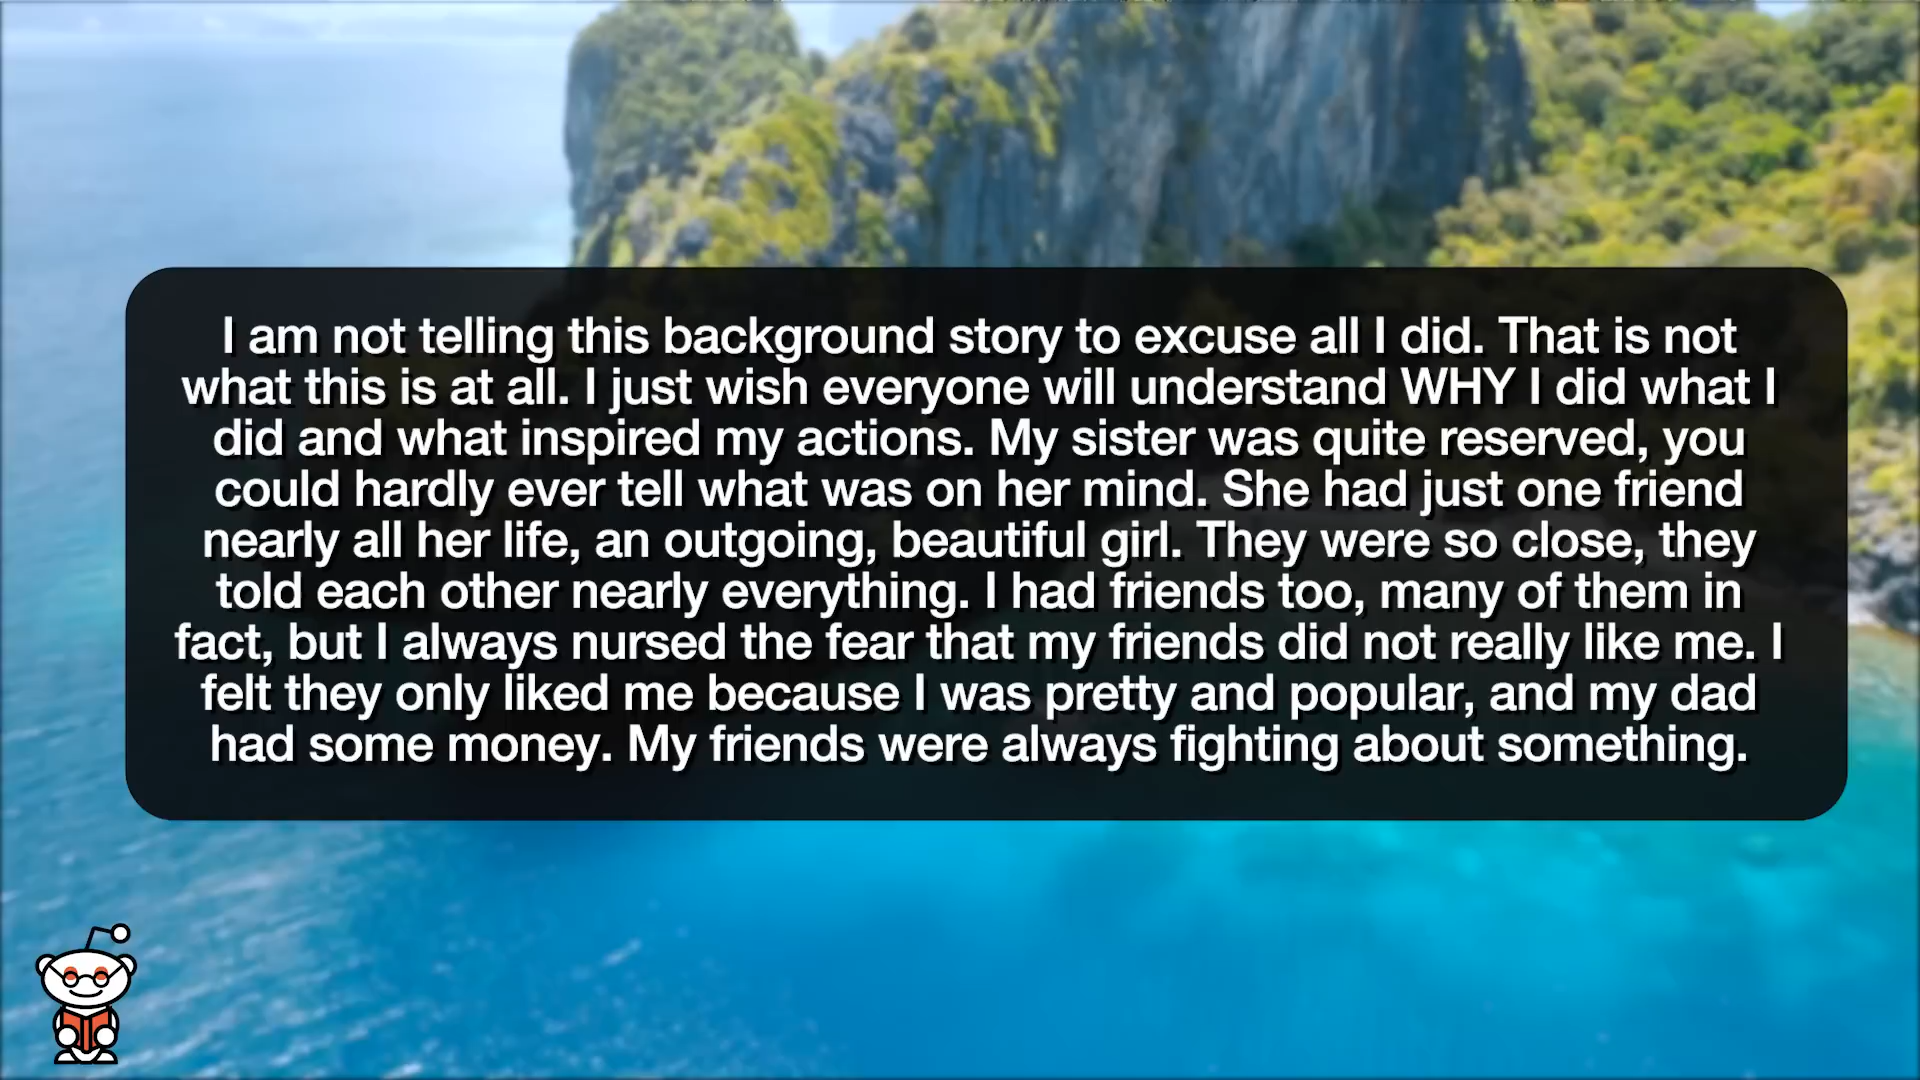 I am not telling this background story to excuse all I did. That is not
what this is at all. I just wish everyone will understand WHY I did what I
did and what inspired my actions. My sister was quite reserved, you
could hardly ever tell what was on her mind. She had just one friend
nearly all her life, an outgoing, beautiful girl. They were so close, they
told each other nearly everything. I had friends too, many of them in
fact, but I always nursed the fear that my friends did not really like me. I
felt they only liked me because I was pretty and popular, and my dad
had some money. My friends were always fighting about something.